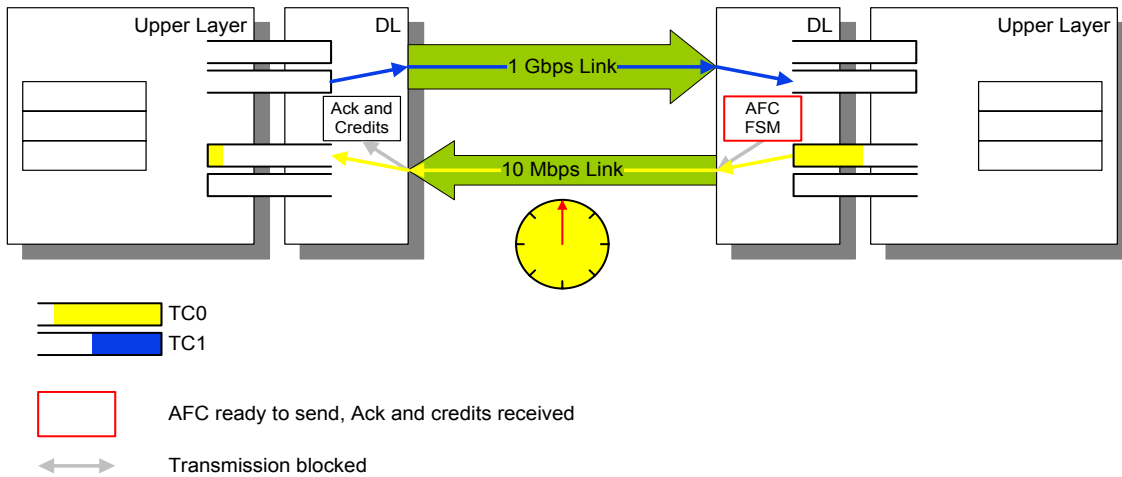 Upper Layer
DL
DL
Upper Layer
1 Gbps Link
Ack and
Credits
AFC
FSM
10 Mbps Link
TC0
TC1
AFC ready to send, Ack and credits received
Transmission blocked